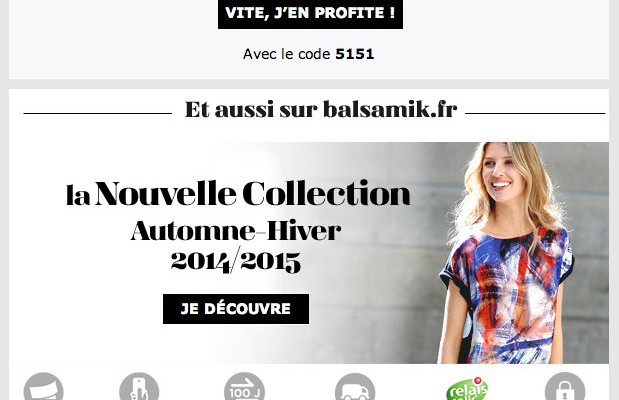 VITE, J'EN PROFITE !
Avec le code 5151
Et aussi sur balsamik.fr
la Nouvelle Collection
Automne-Hiver
2014/2015
JE DÉCOUVRE
100 J
relais